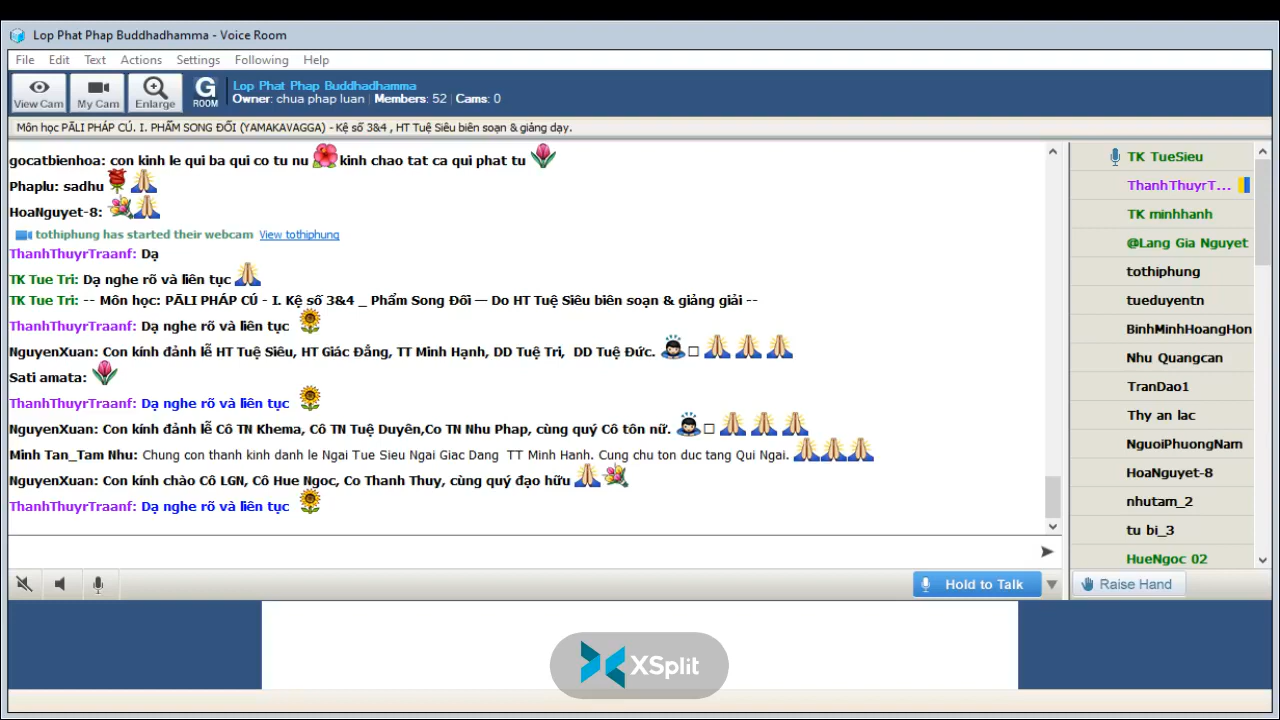 Lop Phat Phap Buddhadhamma - Voice Room
File Edit Text Actions Settings Following Help
View Cam My Cam Enlarge G ROOM
Lop Phat Phap Buddhadhamma
Owner: chua phap luan | Members: 52 | Cams: 0
Môn học PĀLI PHÁP CÚ. I. PHẨM SONG ĐỐI (YAMAKAVAGGA) - Kệ số 3&4 , HT Tuệ Siêu biên soạn & giảng dạy.
gocatbienhoa: con kinh le qui ba qui co tu nu kinh chao tat ca qui phat tu
Phaplu: sadhu
HoaNguyet-8:
tothiphung has started their webcam View tothiphung
ThanhThuyrTraanf: Dạ
TK Tue Tri: Dạ nghe rõ và liên tục
TK Tue Tri: -- Môn học: PĀLI PHÁP CÚ - I. Kệ số 3&4 _ Phẩm Song Đối — Do HT Tuệ Siêu biên soạn & giảng giải --
ThanhThuyrTraanf: Dạ nghe rõ và liên tục
NguyenXuan: Con kính đảnh lễ HT Tuệ Siêu, HT Giác Đẳng, TT Minh Hạnh, DD Tuệ Tri, DD Tuệ Đức.
Sati amata:
ThanhThuyrTraanf: Dạ nghe rõ và liên tục
NguyenXuan: Con kính đảnh lễ Cô TN Khema, Cô TN Tuệ Duyên,Co TN Nhu Phap, cùng quý Cô tôn nữ.
Minh Tan_Tam Nhu: Chung con thanh kinh danh le Ngai Tue Sieu Ngai Giac Dang TT Minh Hanh. Cung chu ton duc tang Qui Ngai.
NguyenXuan: Con kính chào Cô LGN, Cô Hue Ngoc, Co Thanh Thuy, cùng quý đạo hữu
ThanhThuyrTraanf: Dạ nghe rõ và liên tục
Hold to Talk
TK TueSieu
ThanhThuyrT...
TK minhhanh
@Lang Gia Nguyet
tothiphung
tueduyentn
BinhMinhHoangHon
Nhu Quangcan
TranDao1
Thy an lac
NguoiPhuongNam
HoaNguyet-8
nhutam_2
tu bi_3
HueNgoc 02
Raise Hand
XSplit